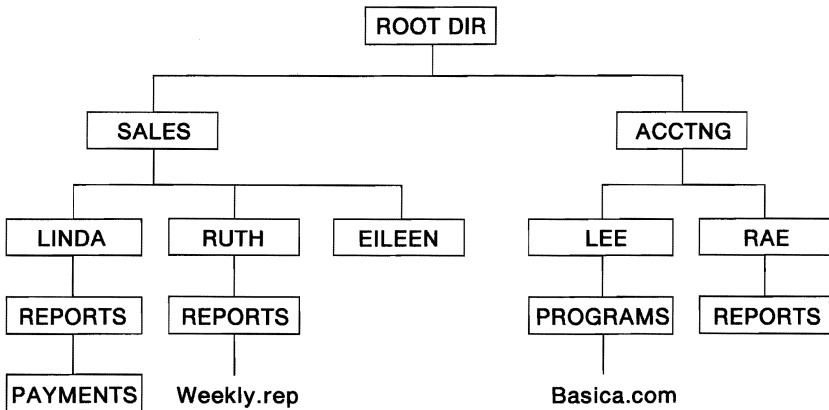 ROOT DIR
SALES
ACCTNG
LINDA
RUTH
EILEEN
LEE
RAE
REPORTS
REPORTS
PROGRAMS
REPORTS
PAYMENTS
Weekly.rep
Basica.com